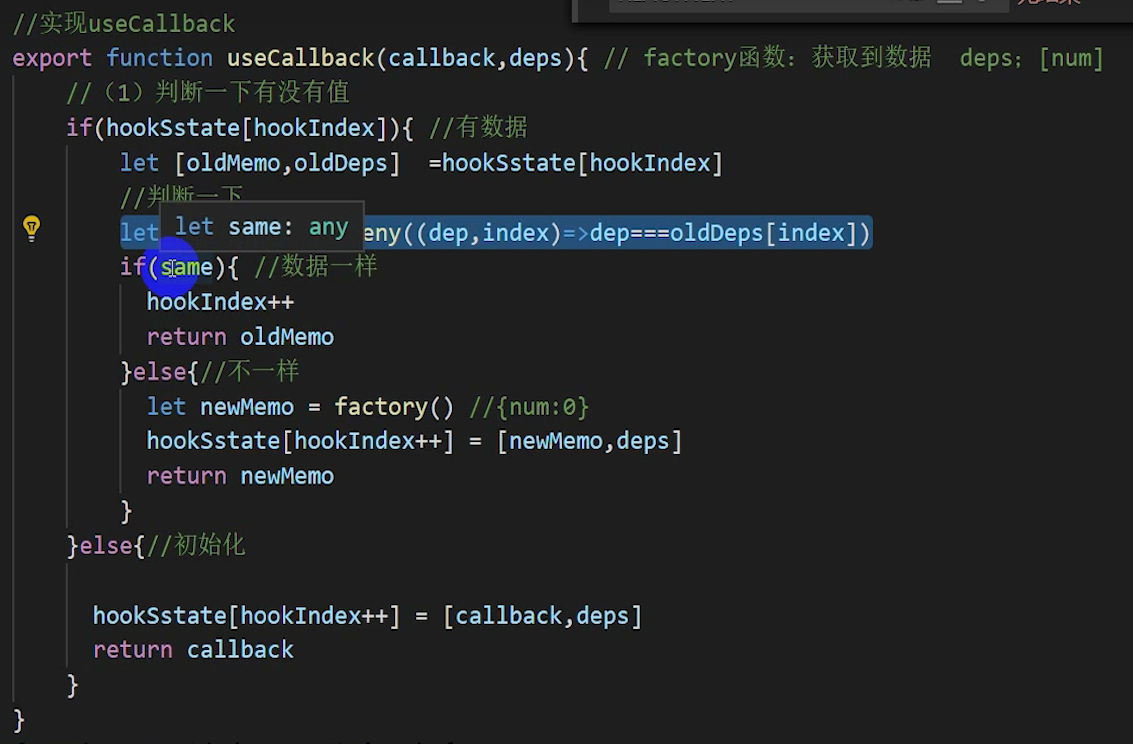 //实现useCallback
export function useCallback(callback,deps){ // factory函数：获取到数据 deps；[num]
//（1）判断一下有没有值
if(hookSstate[hookIndex]){ //有数据
let [oldMemo,oldDeps] =hookSstate[hookIndex]
//判断一下
let same: any
let eny((dep,index)=>dep===oldDeps[index])
if(same){ //数据一样
hookIndex++
return oldMemo
}else{//不一样
let newMemo = factory() //{num:0}
hookSstate[hookIndex++] = [newMemo,deps]
return newMemo
}
}else{//初始化
hookSstate[hookIndex++] = [callback,deps]
return callback
}
}